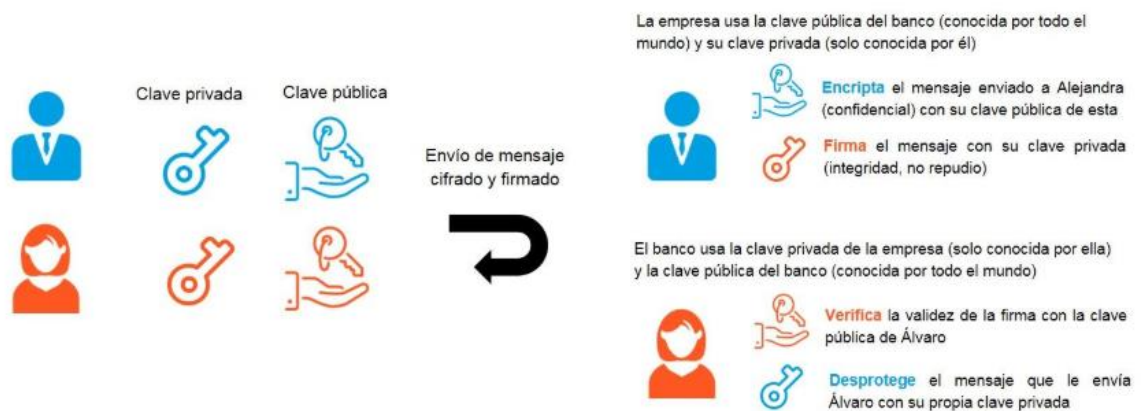 Clave privada
Clave pública
Envío de mensaje
cifrado y firmado
La empresa usa la clave pública del banco (conocida por todo el
mundo) y su clave privada (solo conocida por él)
Encripta el mensaje enviado a Alejandra
(confidencial) con su clave pública de esta
Firma el mensaje con su clave privada
(integridad, no repudio)
El banco usa la clave privada de la empresa (solo conocida por ella)
y la clave pública del banco (conocida por todo el mundo)
Verifica la validez de la firma con la clave
pública de Álvaro
Desprotege el mensaje que le envía
Álvaro con su propia clave privada